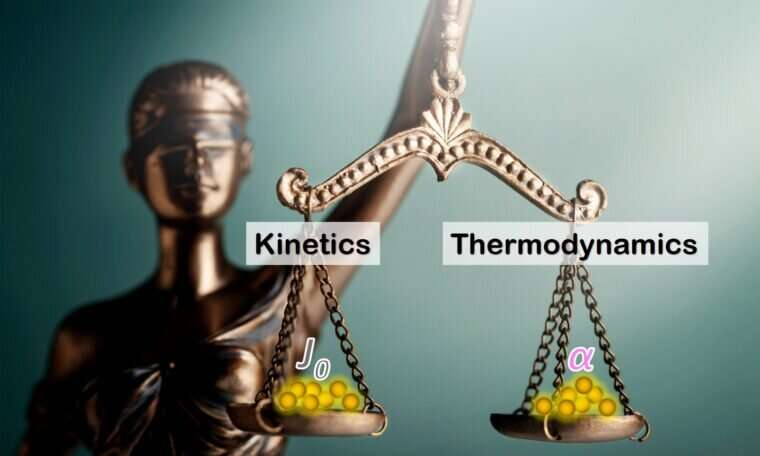 Kinetics
Thermodynamics
J₀
α